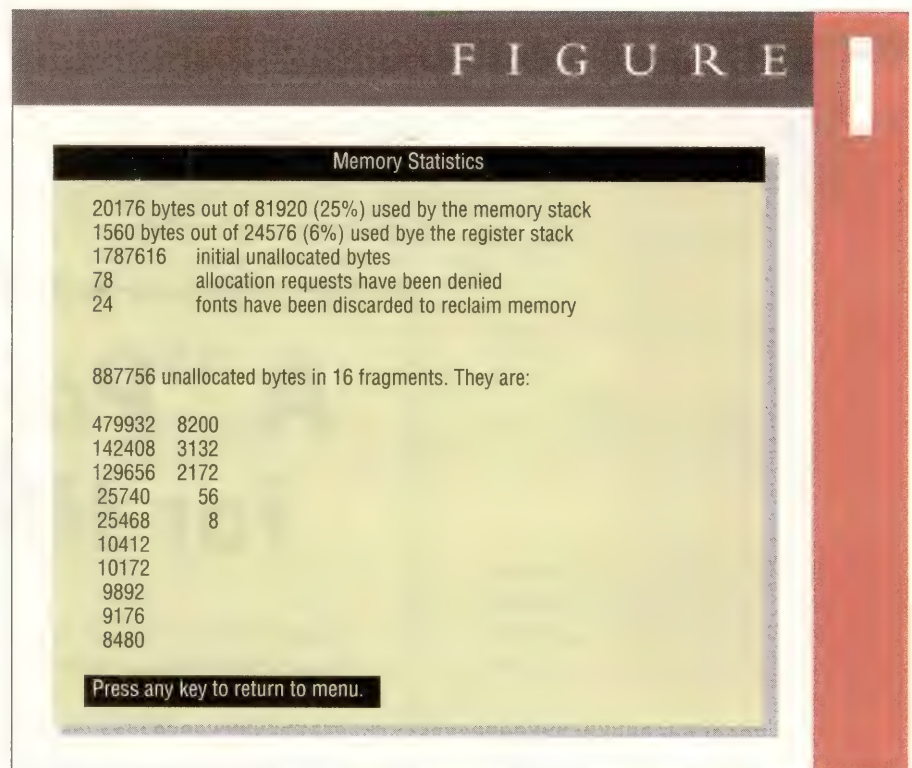 FIGURE 1
Memory Statistics
20176 bytes out of 81920 (25%) used by the memory stack
1560 bytes out of 24576 (6%) used bye the register stack
1787616 initial unallocated bytes
78 allocation requests have been denied
24 fonts have been discarded to reclaim memory
887756 unallocated bytes in 16 fragments. They are:
479932 8200
142408 3132
129656 2172
25740 56
25468 8
10412
10172
9892
9176
8480
Press any key to return to menu.